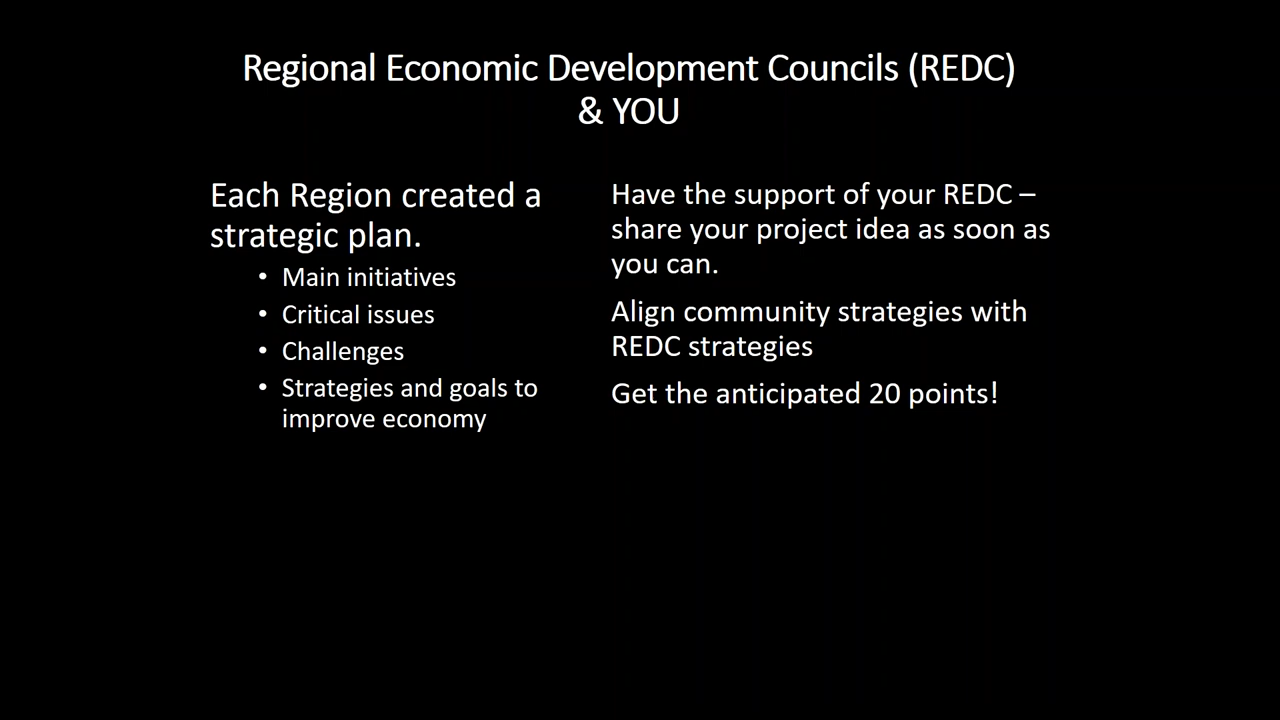 Regional Economic Development Councils (REDC)
& YOU
Each Region created a
strategic plan.
• Main initiatives
• Critical issues
• Challenges
• Strategies and goals to
improve economy
Have the support of your REDC –
share your project idea as soon as
you can.
Align community strategies with
REDC strategies
Get the anticipated 20 points!